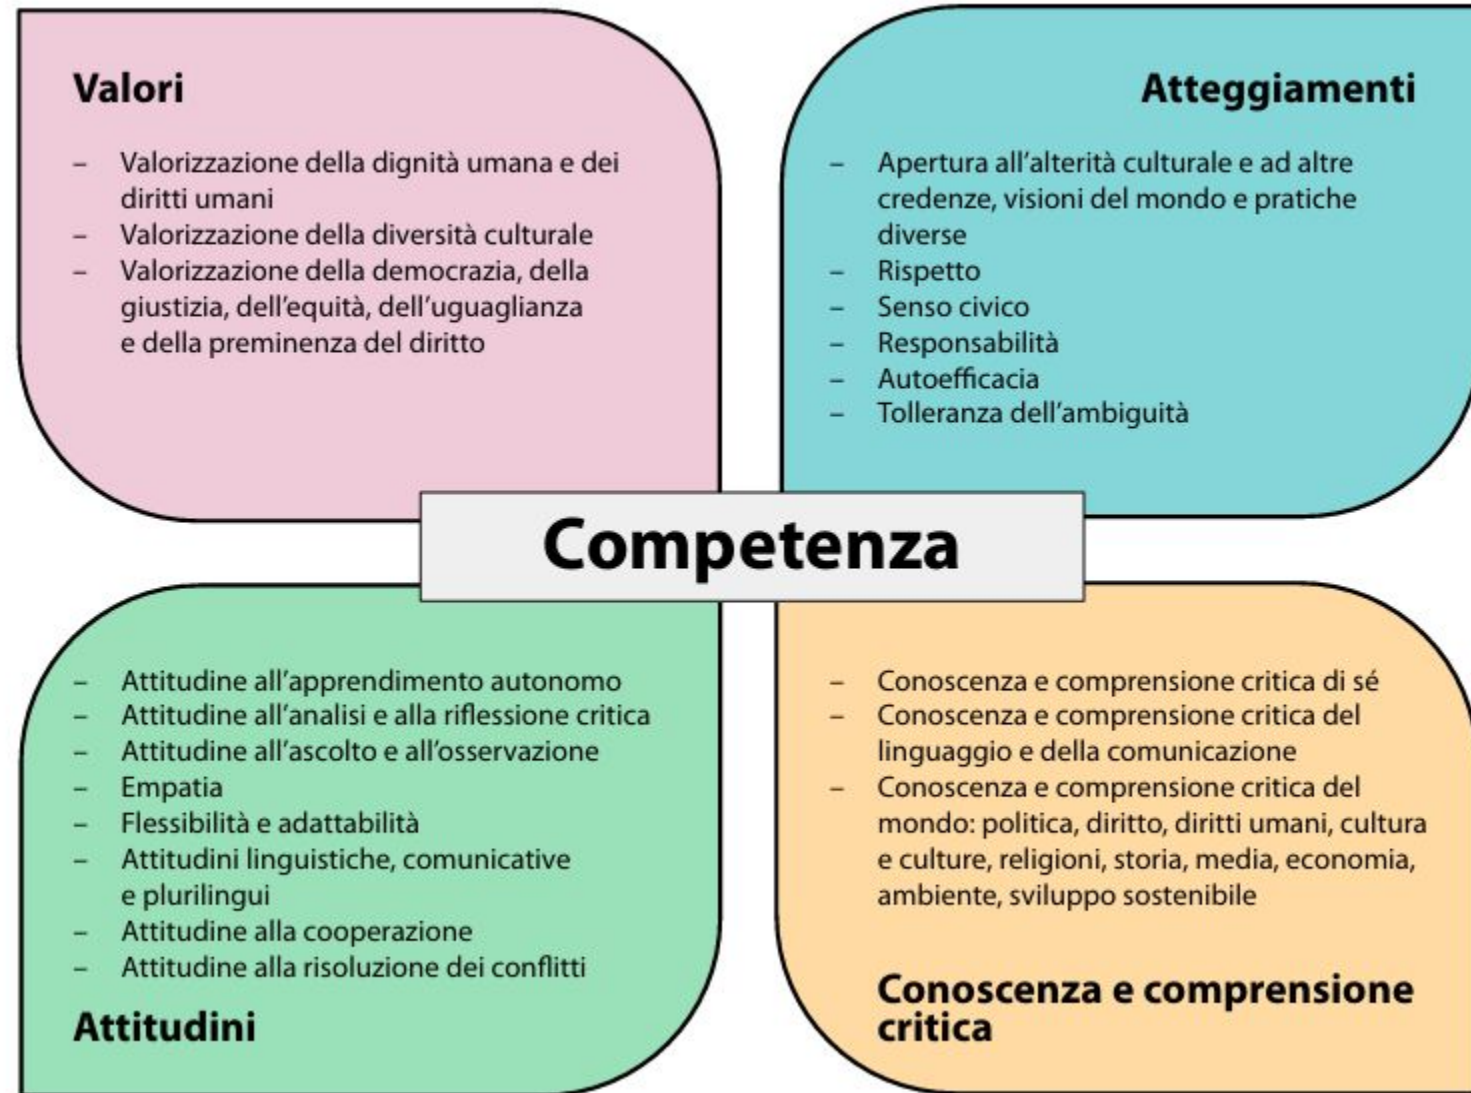 Valori
– Valorizzazione della dignità umana e dei
diritti umani
– Valorizzazione della diversità culturale
– Valorizzazione della democrazia, della
giustizia, dell'equità, dell'uguaglianza
e della preminenza del diritto
Atteggiamenti
– Apertura all'alterità culturale e ad altre
credenze, visioni del mondo e pratiche
diverse
– Rispetto
– Senso civico
– Responsabilità
– Autoefficacia
– Tolleranza dell'ambiguità
Competenza
– Attitudine all'apprendimento autonomo
– Attitudine all'analisi e alla riflessione critica
– Attitudine all'ascolto e all'osservazione
– Empatia
– Flessibilità e adattabilità
– Attitudini linguistiche, comunicative
e plurilingui
– Attitudine alla cooperazione
– Attitudine alla risoluzione dei conflitti
Attitudini
– Conoscenza e comprensione critica di sé
– Conoscenza e comprensione critica del
linguaggio e della comunicazione
– Conoscenza e comprensione critica del
mondo: politica, diritto, diritti umani, cultura
e culture, religioni, storia, media, economia,
ambiente, sviluppo sostenibile
Conoscenza e comprensione
critica